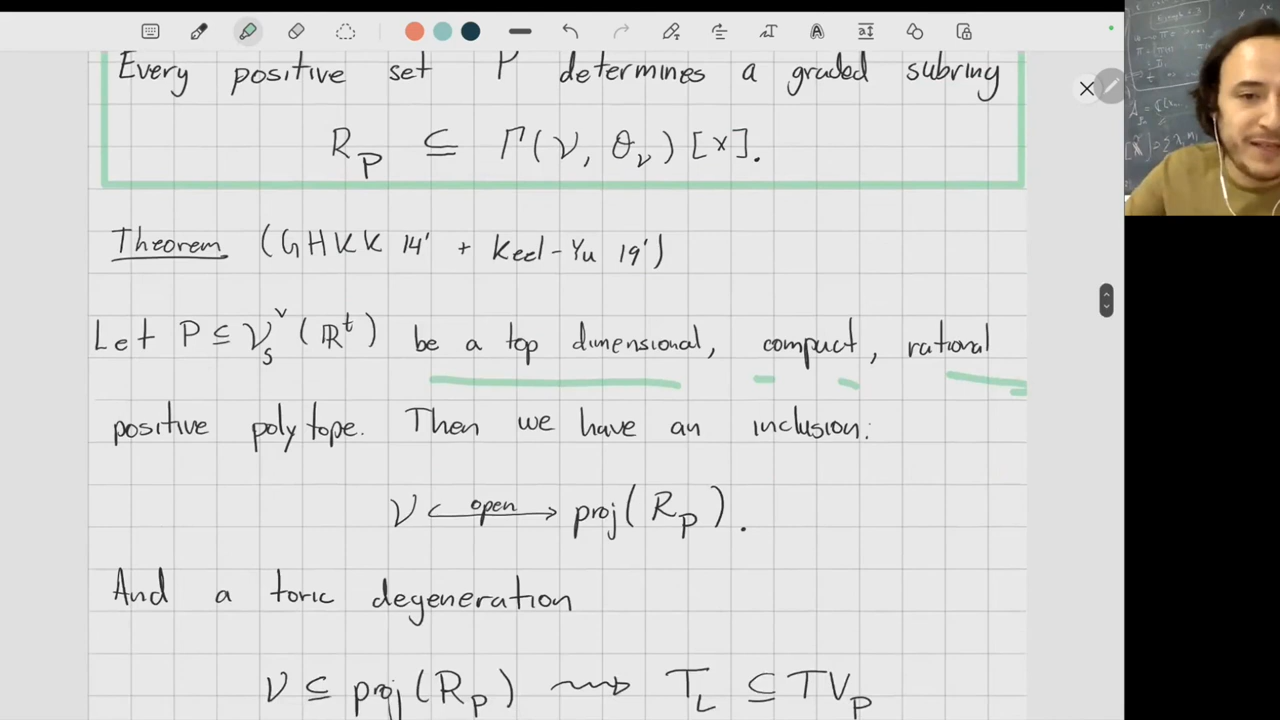 Every positive set P determines a graded subring
R_P ⊆ Γ(V, O_V)[x].
Theorem (GHKK 14' + Keel-Yu 19')
Let P ⊆ V_S^∨(ℝ^t) be a top dimensional, compact, rational
positive polytope. Then we have an inclusion:
V ↪ open proj(R_P).
And a toric degeneration
V ⊆ proj(R_P) ⇝ T_L ⊆ TV_P